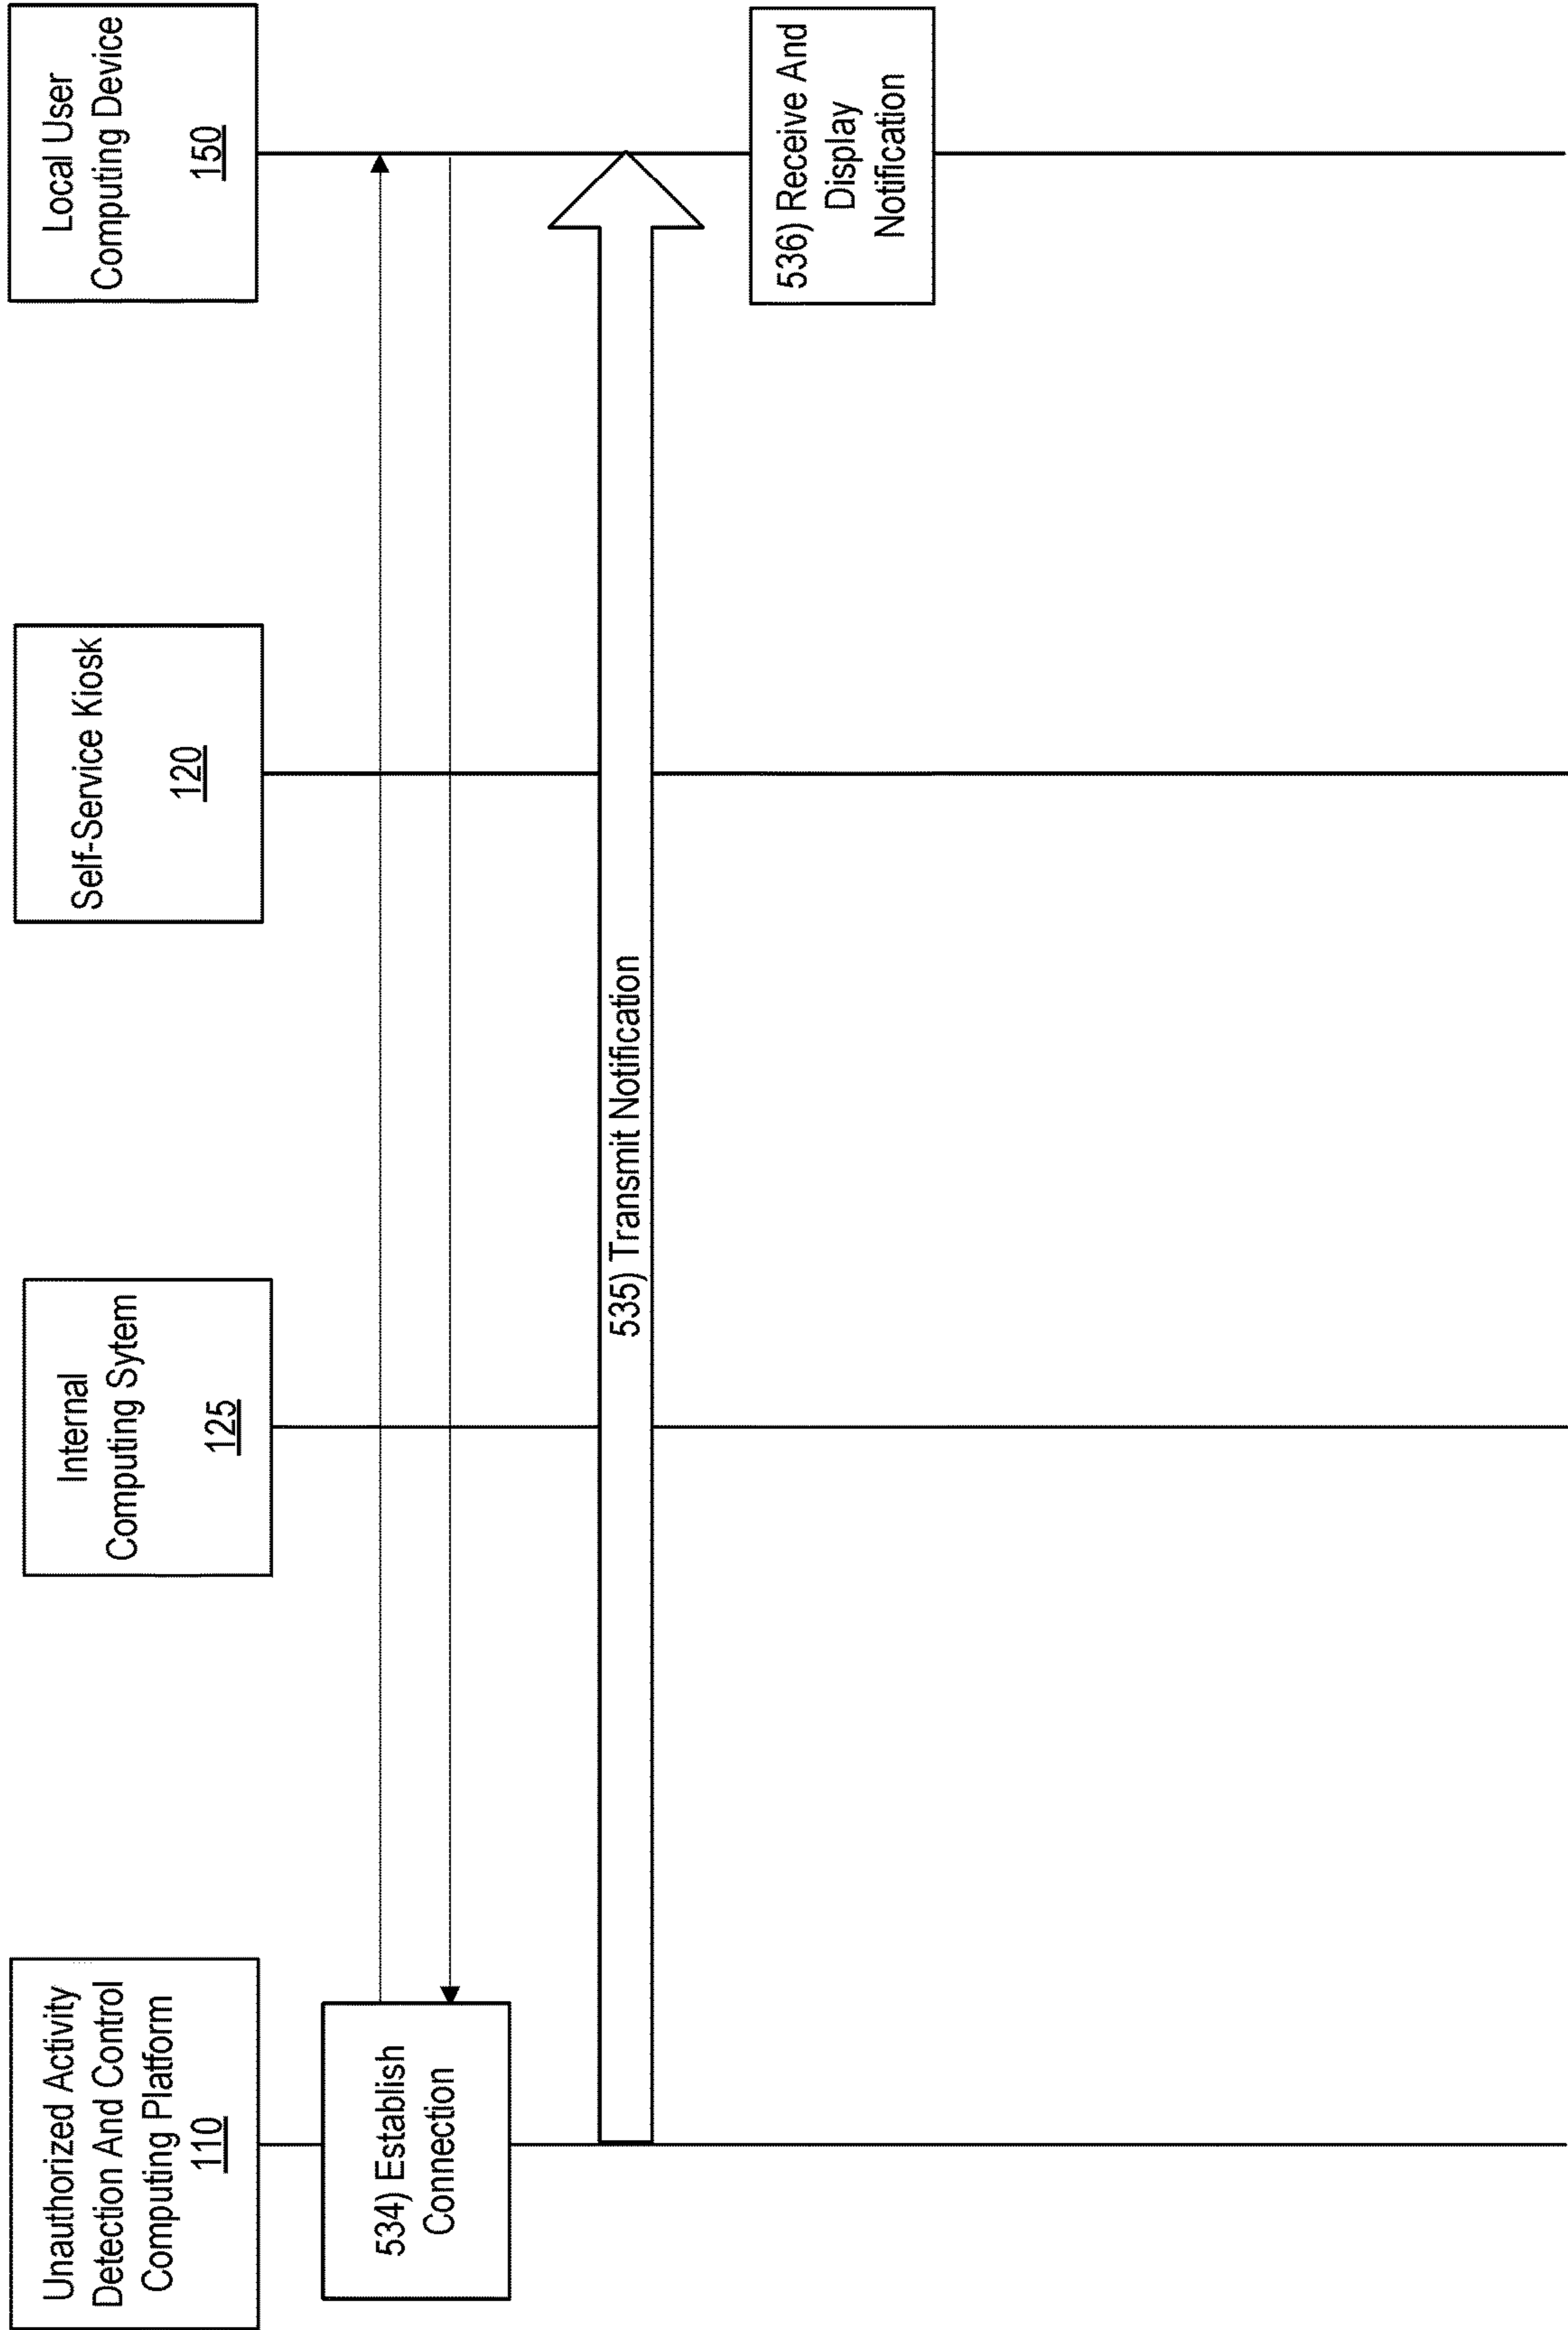 Unauthorized Activity
Detection And Control
Computing Platform
110
Internal
Computing Sytem
125
Self-Service Kiosk
120
Local User
Computing Device
150
534) Establish
Connection
535) Transmit Notification
536) Receive And
Display
Notification